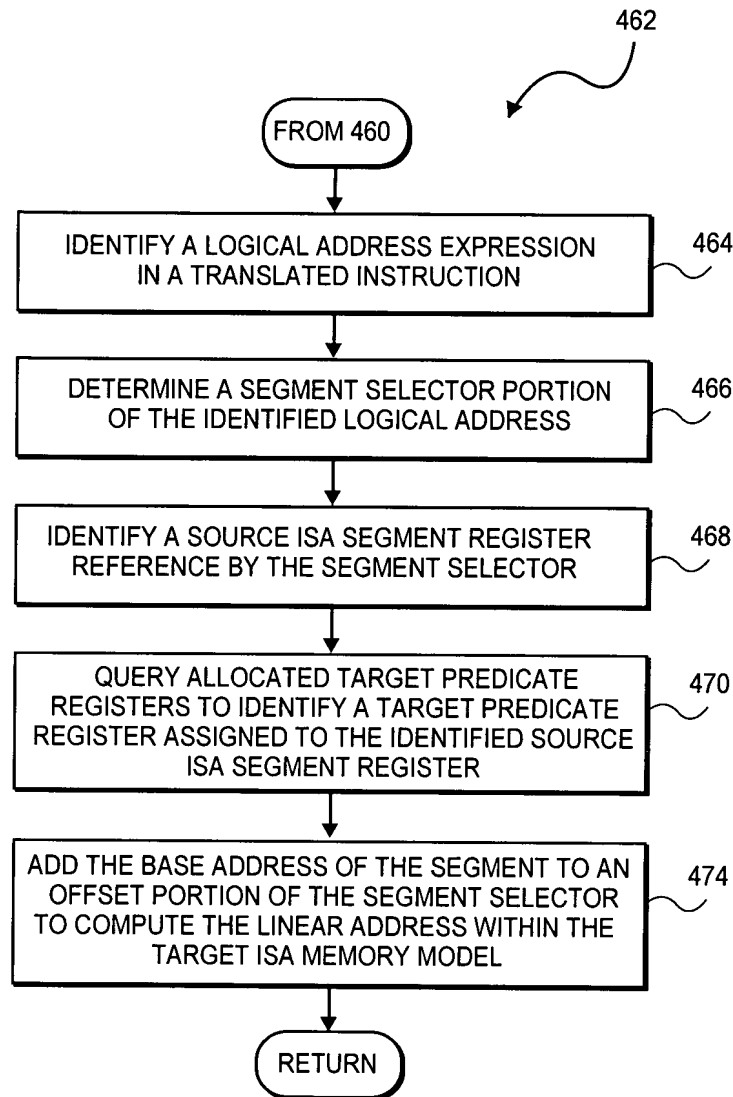 462
FROM 460
IDENTIFY A LOGICAL ADDRESS EXPRESSION
IN A TRANSLATED INSTRUCTION
464
DETERMINE A SEGMENT SELECTOR PORTION
OF THE IDENTIFIED LOGICAL ADDRESS
466
IDENTIFY A SOURCE ISA SEGMENT REGISTER
REFERENCE BY THE SEGMENT SELECTOR
468
QUERY ALLOCATED TARGET PREDICATE
REGISTERS TO IDENTIFY A TARGET PREDICATE
REGISTER ASSIGNED TO THE IDENTIFIED SOURCE
ISA SEGMENT REGISTER
470
ADD THE BASE ADDRESS OF THE SEGMENT TO AN
OFFSET PORTION OF THE SEGMENT SELECTOR
TO COMPUTE THE LINEAR ADDRESS WITHIN THE
TARGET ISA MEMORY MODEL
474
RETURN